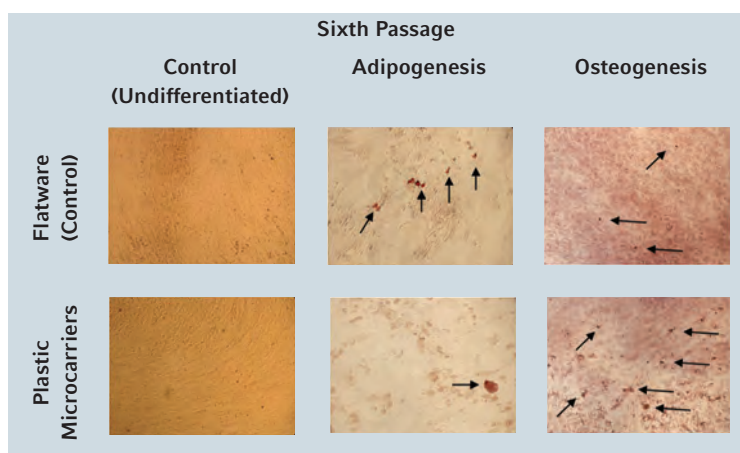 Sixth Passage
Control
(Undifferentiated)
Adipogenesis
Osteogenesis
Flatware
(Control)
Plastic
Microcarriers